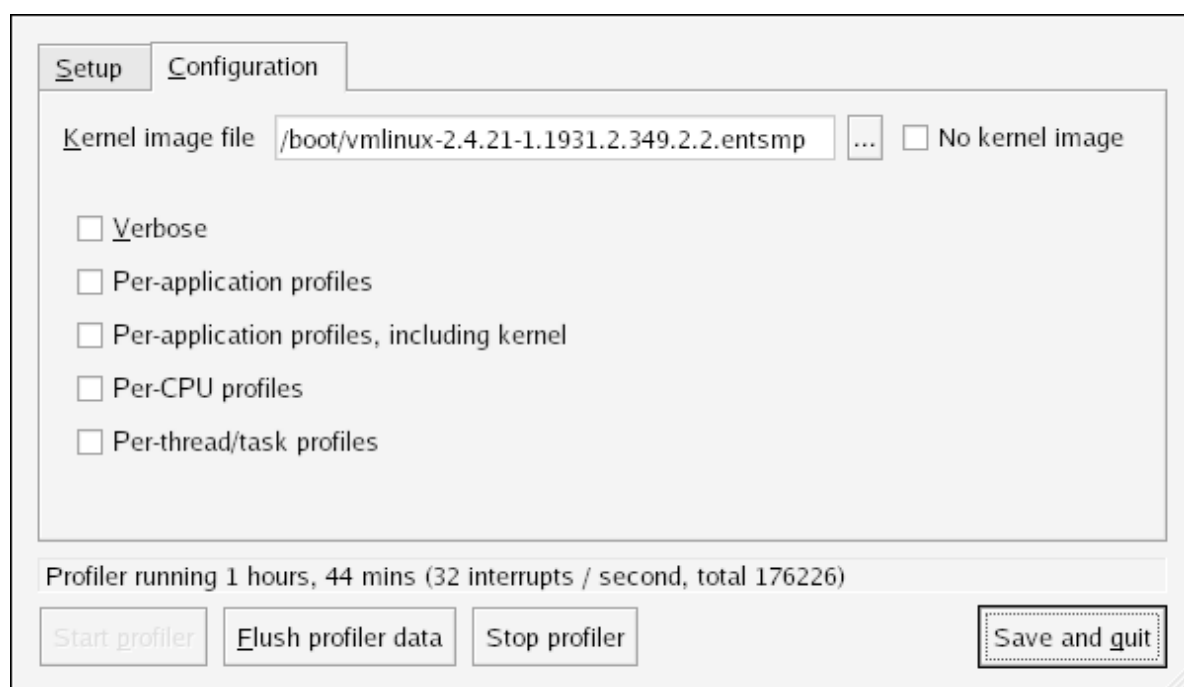 Setup Configuration
Kernel image file /boot/vmlinux-2.4.21-1.1931.2.349.2.2.entsmp ... No kernel image
Verbose
Per-application profiles
Per-application profiles, including kernel
Per-CPU profiles
Per-thread/task profiles
Profiler running 1 hours, 44 mins (32 interrupts / second, total 176226)
Start profiler Flush profiler data Stop profiler Save and quit